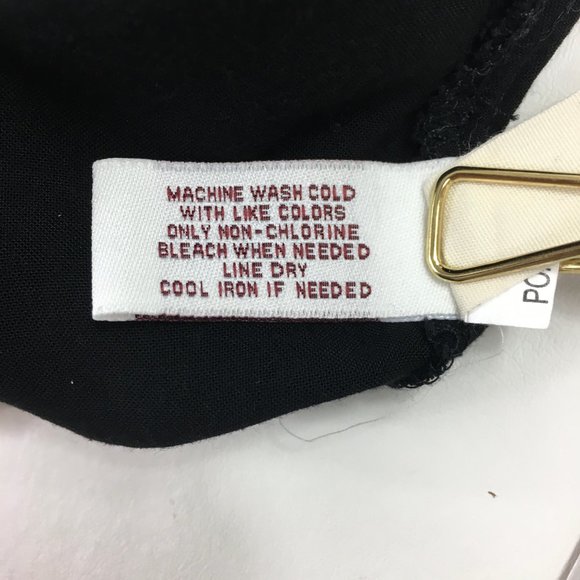 MACHINE WASH COLD
WITH LIKE COLORS
ONLY NON-CHLORINE
BLEACH WHEN NEEDED
LINE DRY
COOL IRON IF NEEDED